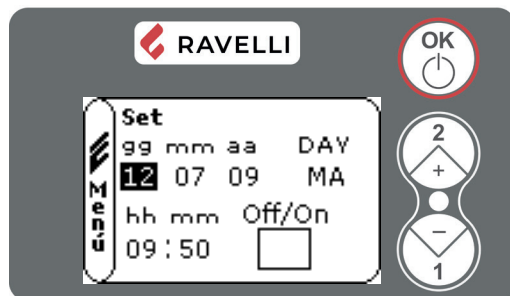 RAVELLI
OK
Set
gg mm aa DAY
12 07 09 MA
hh mm Off/On
09:50
Menú
2
+
−
1